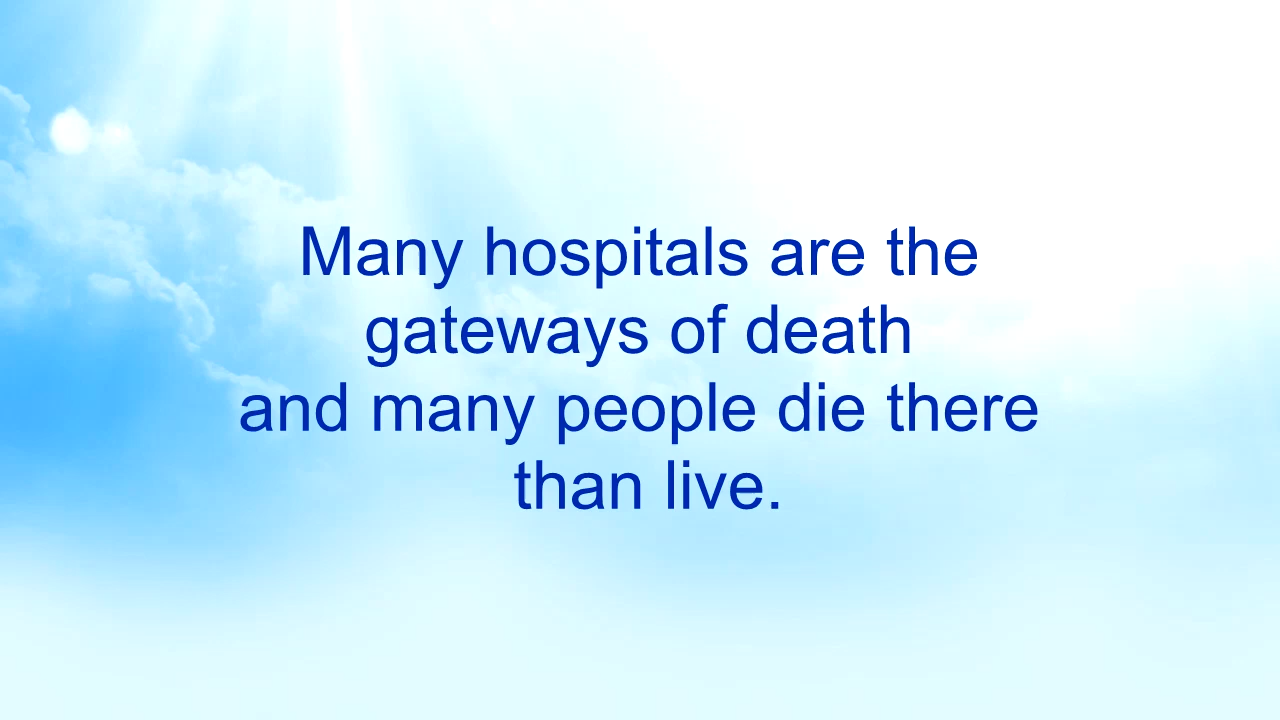 Many hospitals are the
gateways of death
and many people die there
than live.